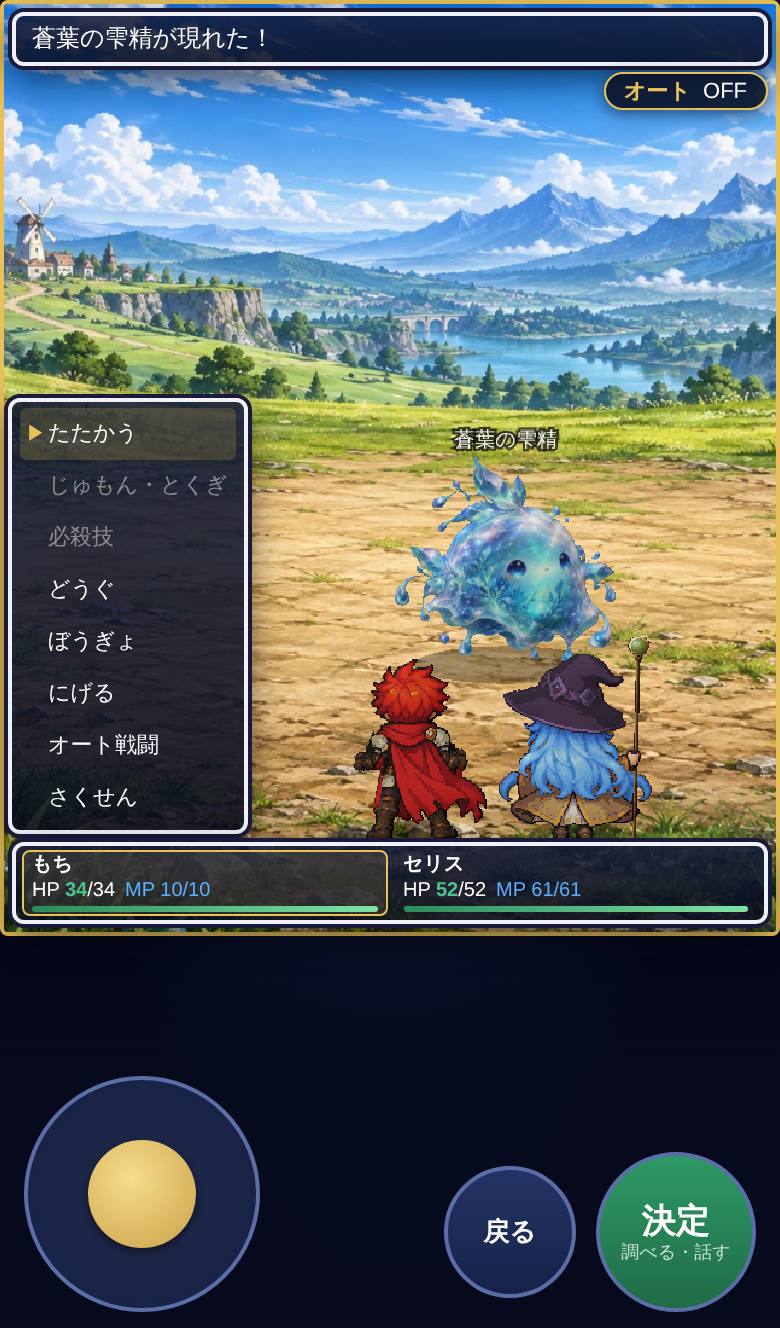 蒼葉の雫精が現れた！
オート OFF
蒼葉の雫精
▶たたかう
じゅもん・とくぎ
必殺技
どうぐ
ぼうぎょ
にげる
オート戦闘
さくせん
もち
HP 34/34 MP 10/10
セリス
HP 52/52 MP 61/61
戻る
決定
調べる・話す